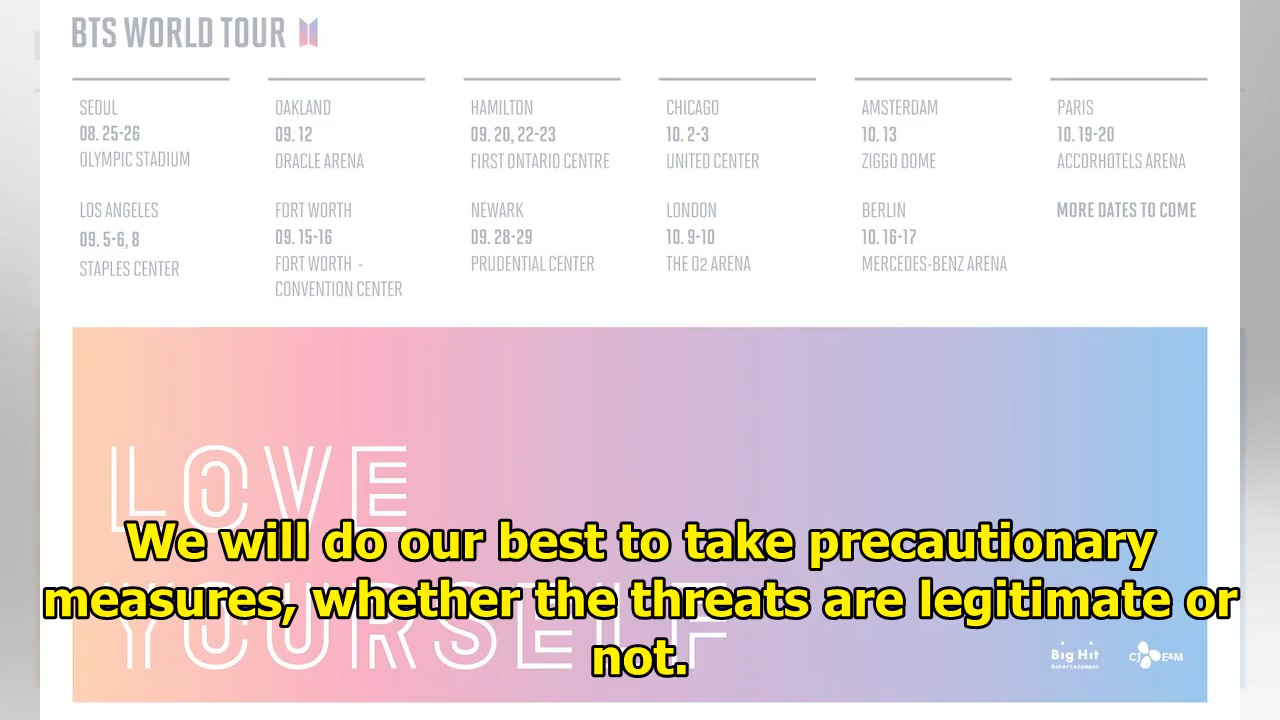 BTS WORLD TOUR
SEOUL
08. 25-26
OLYMPIC STADIUM
OAKLAND
09. 12
ORACLE ARENA
HAMILTON
09. 20, 22-23
FIRST ONTARIO CENTRE
CHICAGO
10. 2-3
UNITED CENTER
AMSTERDAM
10. 13
ZIGGO DOME
PARIS
10. 19-20
ACCORHOTELS ARENA
LOS ANGELES
09. 5-6, 8
STAPLES CENTER
FORT WORTH
09. 15-16
FORT WORTH -
CONVENTION CENTER
NEWARK
09. 28-29
PRUDENTIAL CENTER
LONDON
10. 9-10
THE O2 ARENA
BERLIN
10. 16-17
MERCEDES-BENZ ARENA
MORE DATES TO COME
LOVE
YOURSELF
We will do our best to take precautionary
measures, whether the threats are legitimate or
not.
Big Hit
Entertainment
CJ E&M